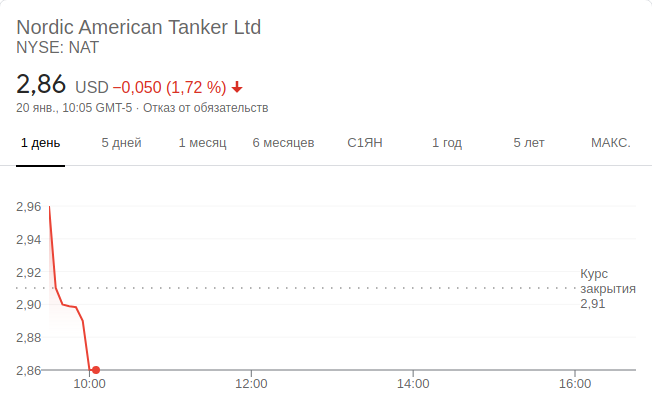 Nordic American Tanker Ltd
NYSE: NAT
2,86 USD −0,050 (1,72 %)
20 янв., 10:05 GMT-5 · Отказ от обязательств
1 день 5 дней 1 месяц 6 месяцев С1ЯН 1 год 5 лет МАКС.
2,96
2,94
2,92
Курс
закрытия
2,91
2,90
2,88
2,86
10:00 12:00 14:00 16:00